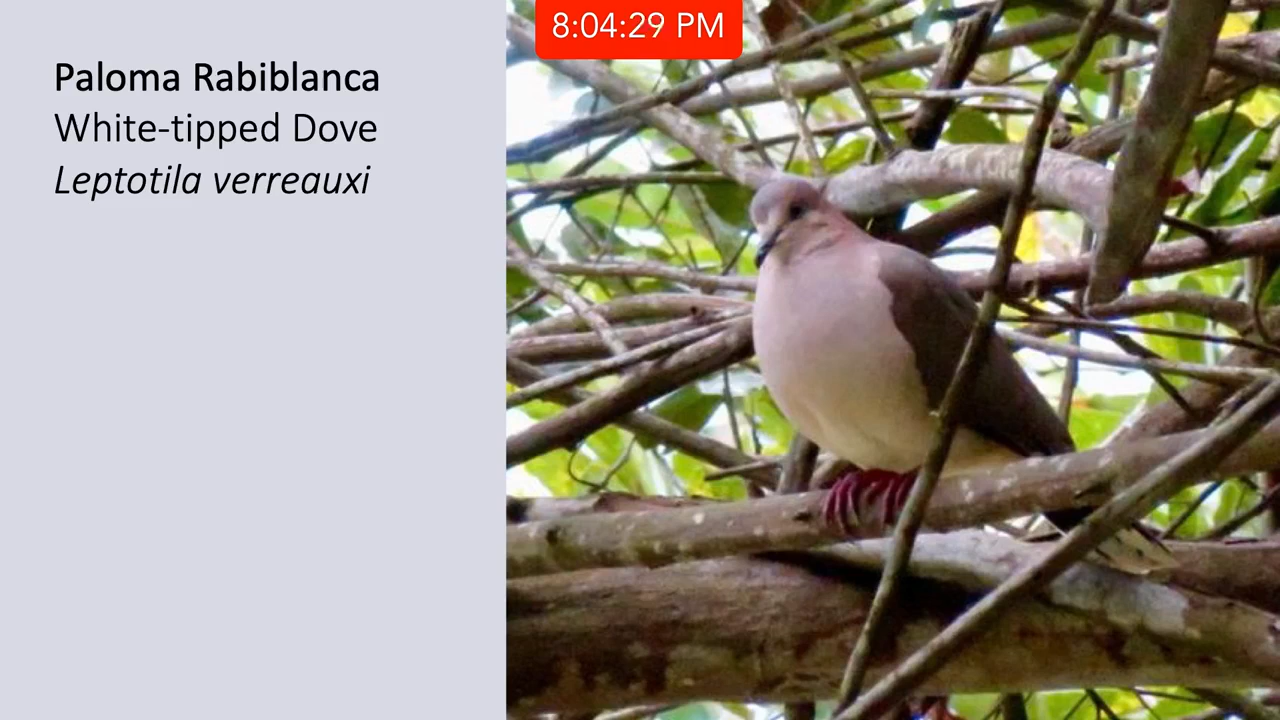 8:04:29 PM
Paloma Rabiblanca
White-tipped Dove
Leptotila verreauxi